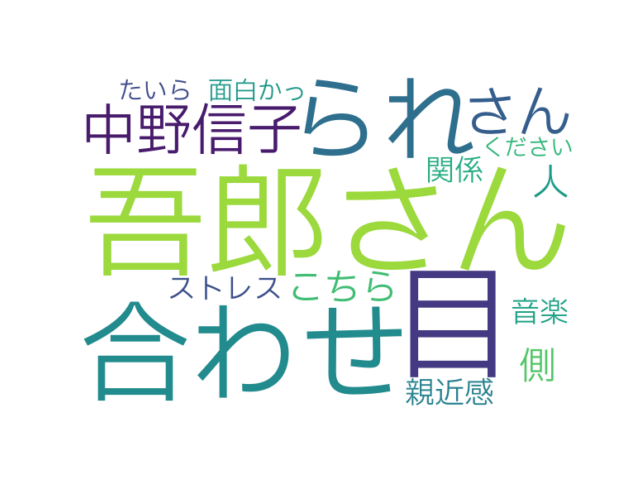 たいら 面白かっ
中野信子 られ さん
ください
関係 人
吾郎さん
ストレス こちら
音楽
合わせ 目 側
親近感